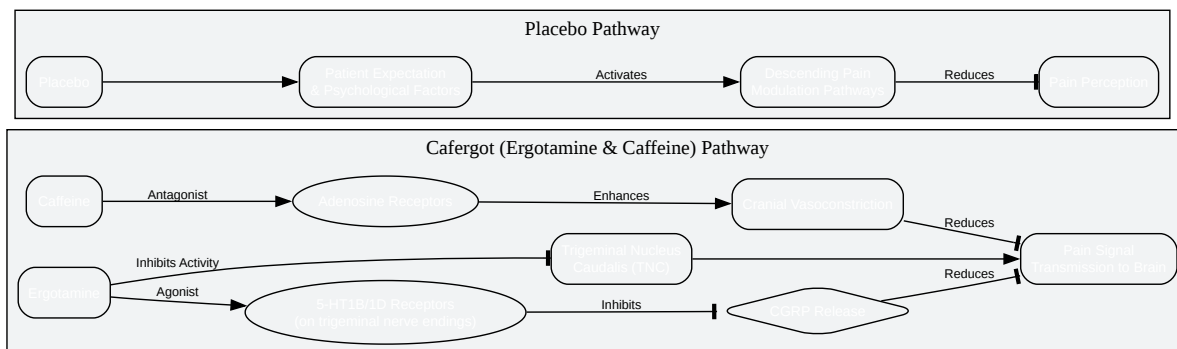 Placebo Pathway
Placebo
Patient Expectation
& Psychological Factors
Activates
Descending Pain
Modulation Pathways
Reduces
Pain Perception
Cafergot (Ergotamine & Caffeine) Pathway
Caffeine
Antagonist
Adenosine Receptors
Enhances
Cranial Vasoconstriction
Reduces
Ergotamine
Inhibits Activity
Trigeminal Nucleus
Caudalis (TNC)
Pain Signal
Transmission to Brain
Agonist
5-HT1B/1D Receptors
(on trigeminal nerve endings)
Inhibits
CGRP Release
Reduces